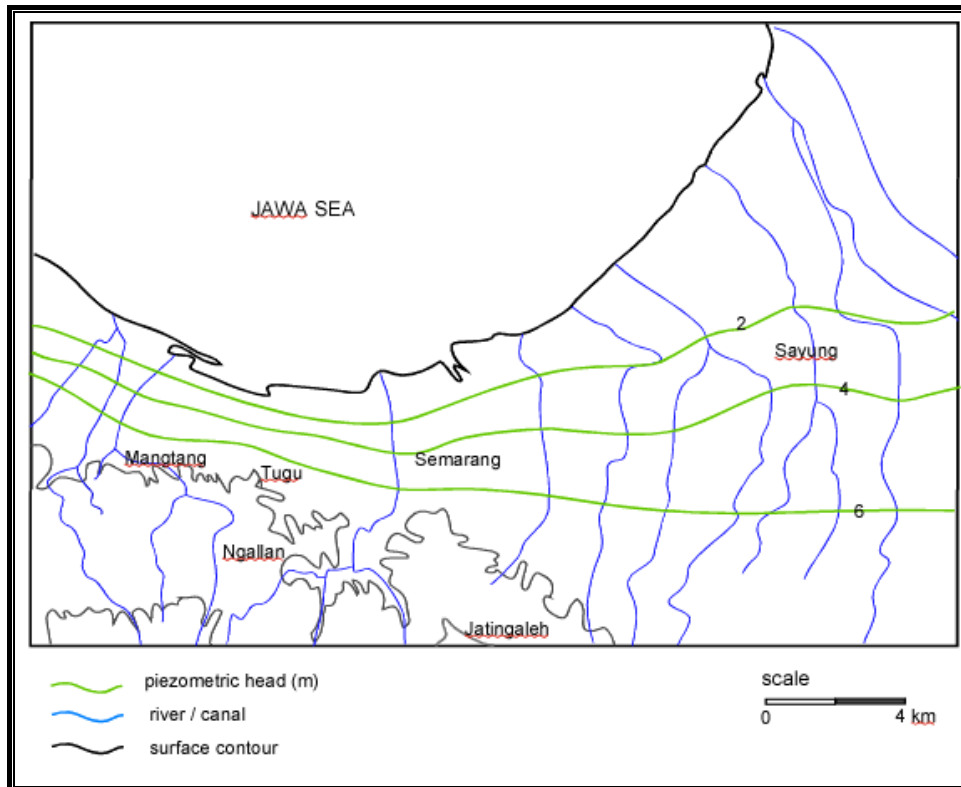 JAWA SEA
2
Sayung
4
Mangtang
Semarang
Tugu
6
Ngallan
Jatingaleh
piezometric head (m)
river / canal
surface contour
scale
0 4 km